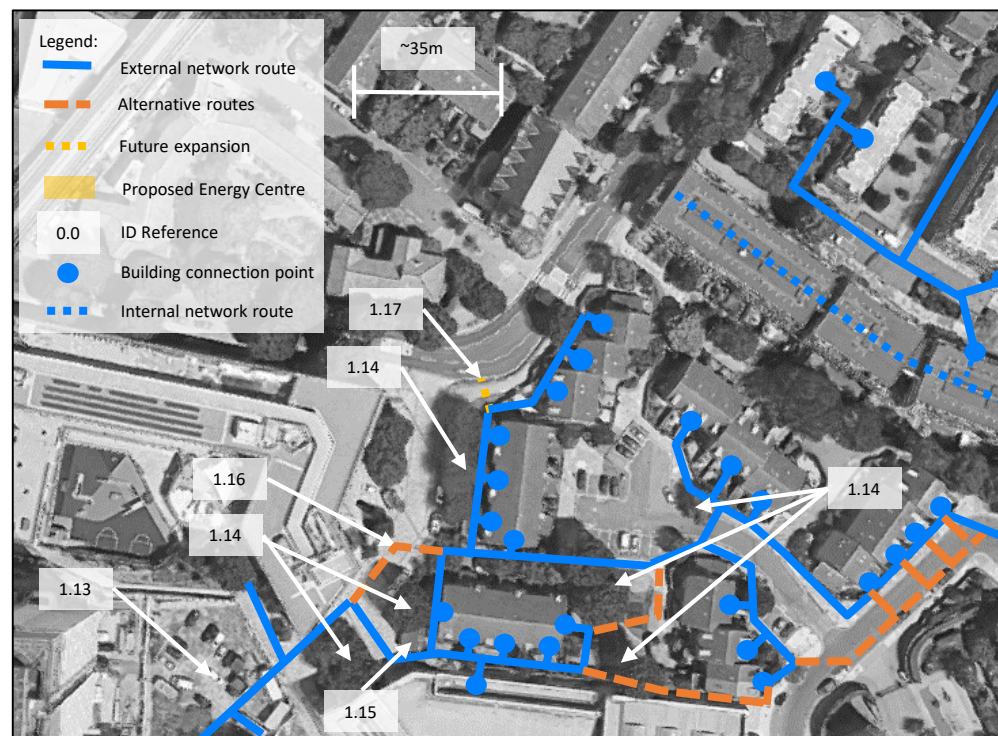 Legend:
External network route
Alternative routes
Future expansion
Proposed Energy Centre
0.0 ID Reference
Building connection point
Internal network route
~35m
1.17
1.14
1.16
1.14
1.14
1.13
1.15